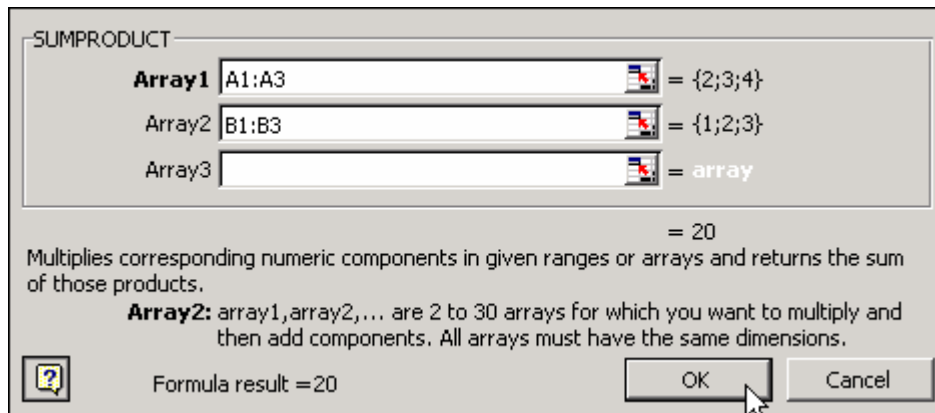 SUMPRODUCT
Array1 A1:A3 = {2;3;4}
Array2 B1:B3 = {1;2;3}
Array3 = array
= 20
Multiplies corresponding numeric components in given ranges or arrays and returns the sum
of those products.
Array2: array1,array2,... are 2 to 30 arrays for which you want to multiply and
then add components. All arrays must have the same dimensions.
? Formula result =20 OK Cancel